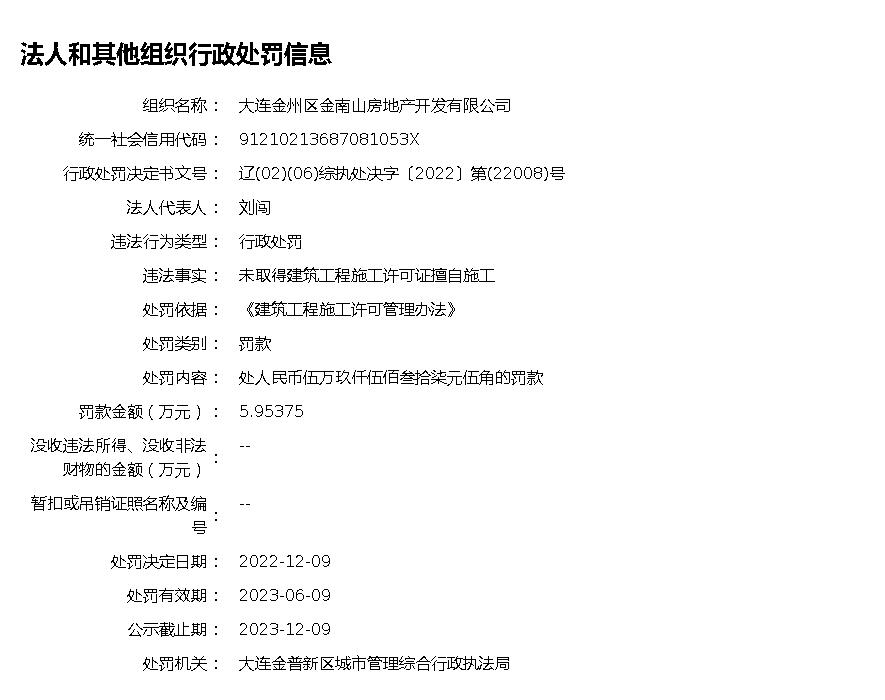 法人和其他组织行政处罚信息
组织名称： 大连金州区金南山房地产开发有限公司
统一社会信用代码： 91210213687081053X
行政处罚决定书文号： 辽(02)(06)综执处决字〔2022〕第(22008)号
法人代表人： 刘闯
违法行为类型： 行政处罚
违法事实： 未取得建筑工程施工许可证擅自施工
处罚依据： 《建筑工程施工许可管理办法》
处罚类别： 罚款
处罚内容： 处人民币伍万玖仟伍佰叁拾柒元伍角的罚款
罚款金额（万元）： 5.95375
没收违法所得、没收非法
财物的金额（万元）： --
暂扣或吊销证照名称及编
号： --
处罚决定日期： 2022-12-09
处罚有效期： 2023-06-09
公示截止期： 2023-12-09
处罚机关： 大连金普新区城市管理综合行政执法局